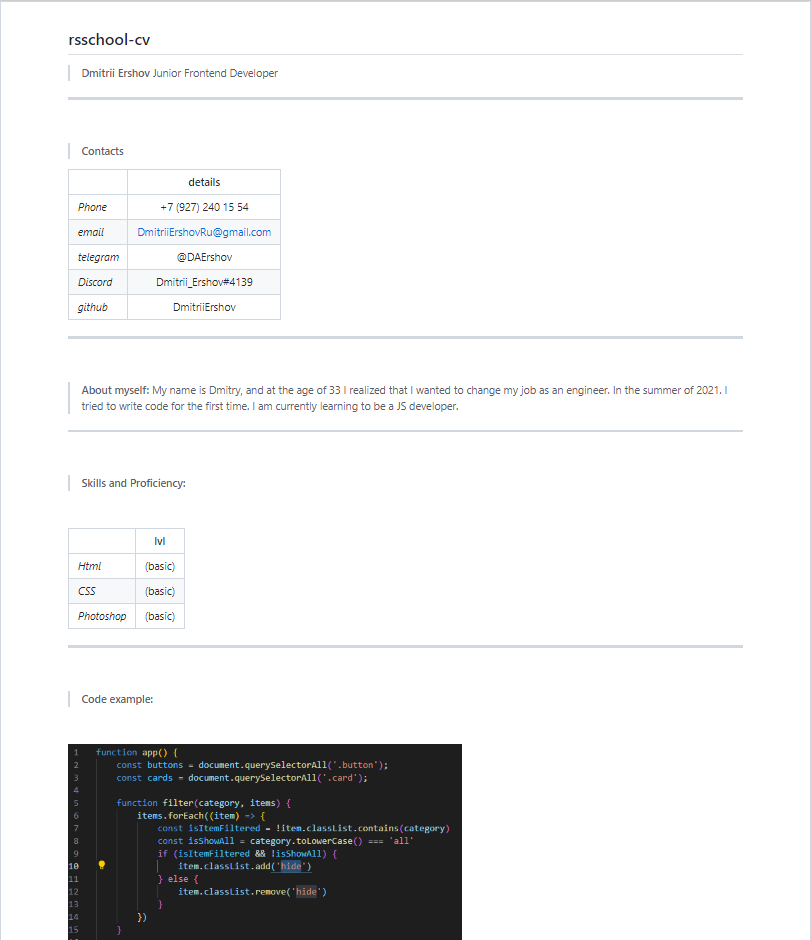 rsschool-cv
Dmitrii Ershov Junior Frontend Developer
Contacts
details
Phone +7 (927) 240 15 54
email DmitriiErshovRu@gmail.com
telegram @DAErshov
Discord Dmitrii_Ershov#4139
github DmitriiErshov
About myself: My name is Dmitry, and at the age of 33 I realized that I wanted to change my job as an engineer. In the summer of 2021. I
tried to write code for the first time. I am currently learning to be a JS developer.
Skills and Proficiency:
lvl
Html (basic)
CSS (basic)
Photoshop (basic)
Code example:
1 function app() {
2 const buttons = document.querySelectorAll('.button');
3 const cards = document.querySelectorAll('.card');
4
5 function filter(category, items) {
6 items.forEach((item) => {
7 const isItemFiltered = !item.classList.contains(category)
8 const isShowAll = category.toLowerCase() === 'all'
9 if (isItemFiltered && !isShowAll) {
10 item.classList.add('hide')
11 } else {
12 item.classList.remove('hide')
13 }
14 })
15 }